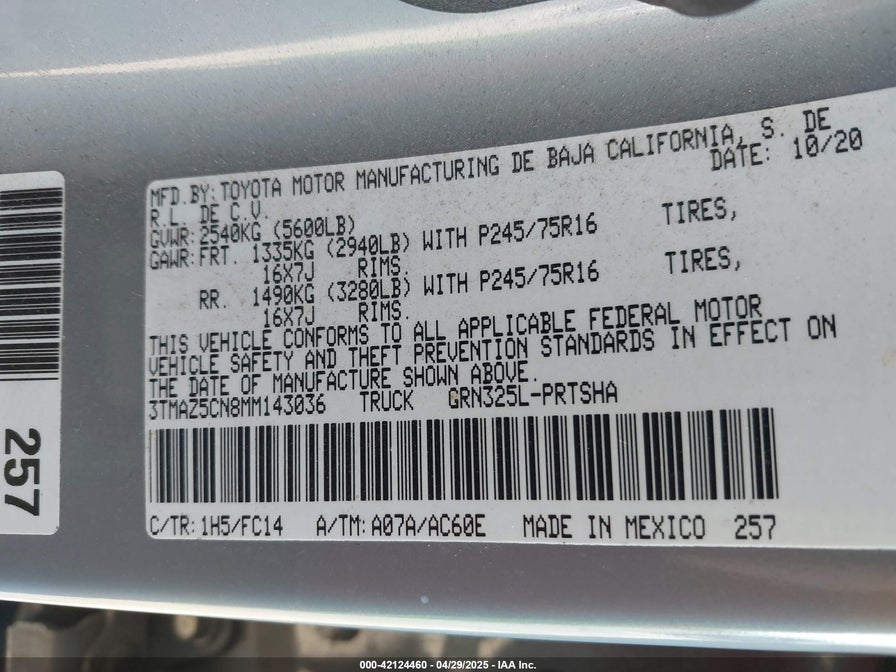 MFD.BY:TOYOTA MOTOR MANUFACTURING DE BAJA CALIFORNIA, S. DE
R.L. DE C.V. DATE: 10/20
GVWR:2540KG (5600LB)
GAWR:FRT. 1335KG (2940LB) WITH P245/75R16 TIRES,
16X7J RIMS.
RR. 1490KG (3280LB) WITH P245/75R16 TIRES,
16X7J RIMS.
THIS VEHICLE CONFORMS TO ALL APPLICABLE FEDERAL MOTOR
VEHICLE SAFETY AND THEFT PREVENTION STANDARDS IN EFFECT ON
THE DATE OF MANUFACTURE SHOWN ABOVE.
3TMAZ5CN8MM143036 TRUCK GRN325L-PRTSHA
C/TR:1H5/FC14 A/TM:A07A/AC60E MADE IN MEXICO 257
257
000-42124460 - 04/29/2025 - IAA Inc.